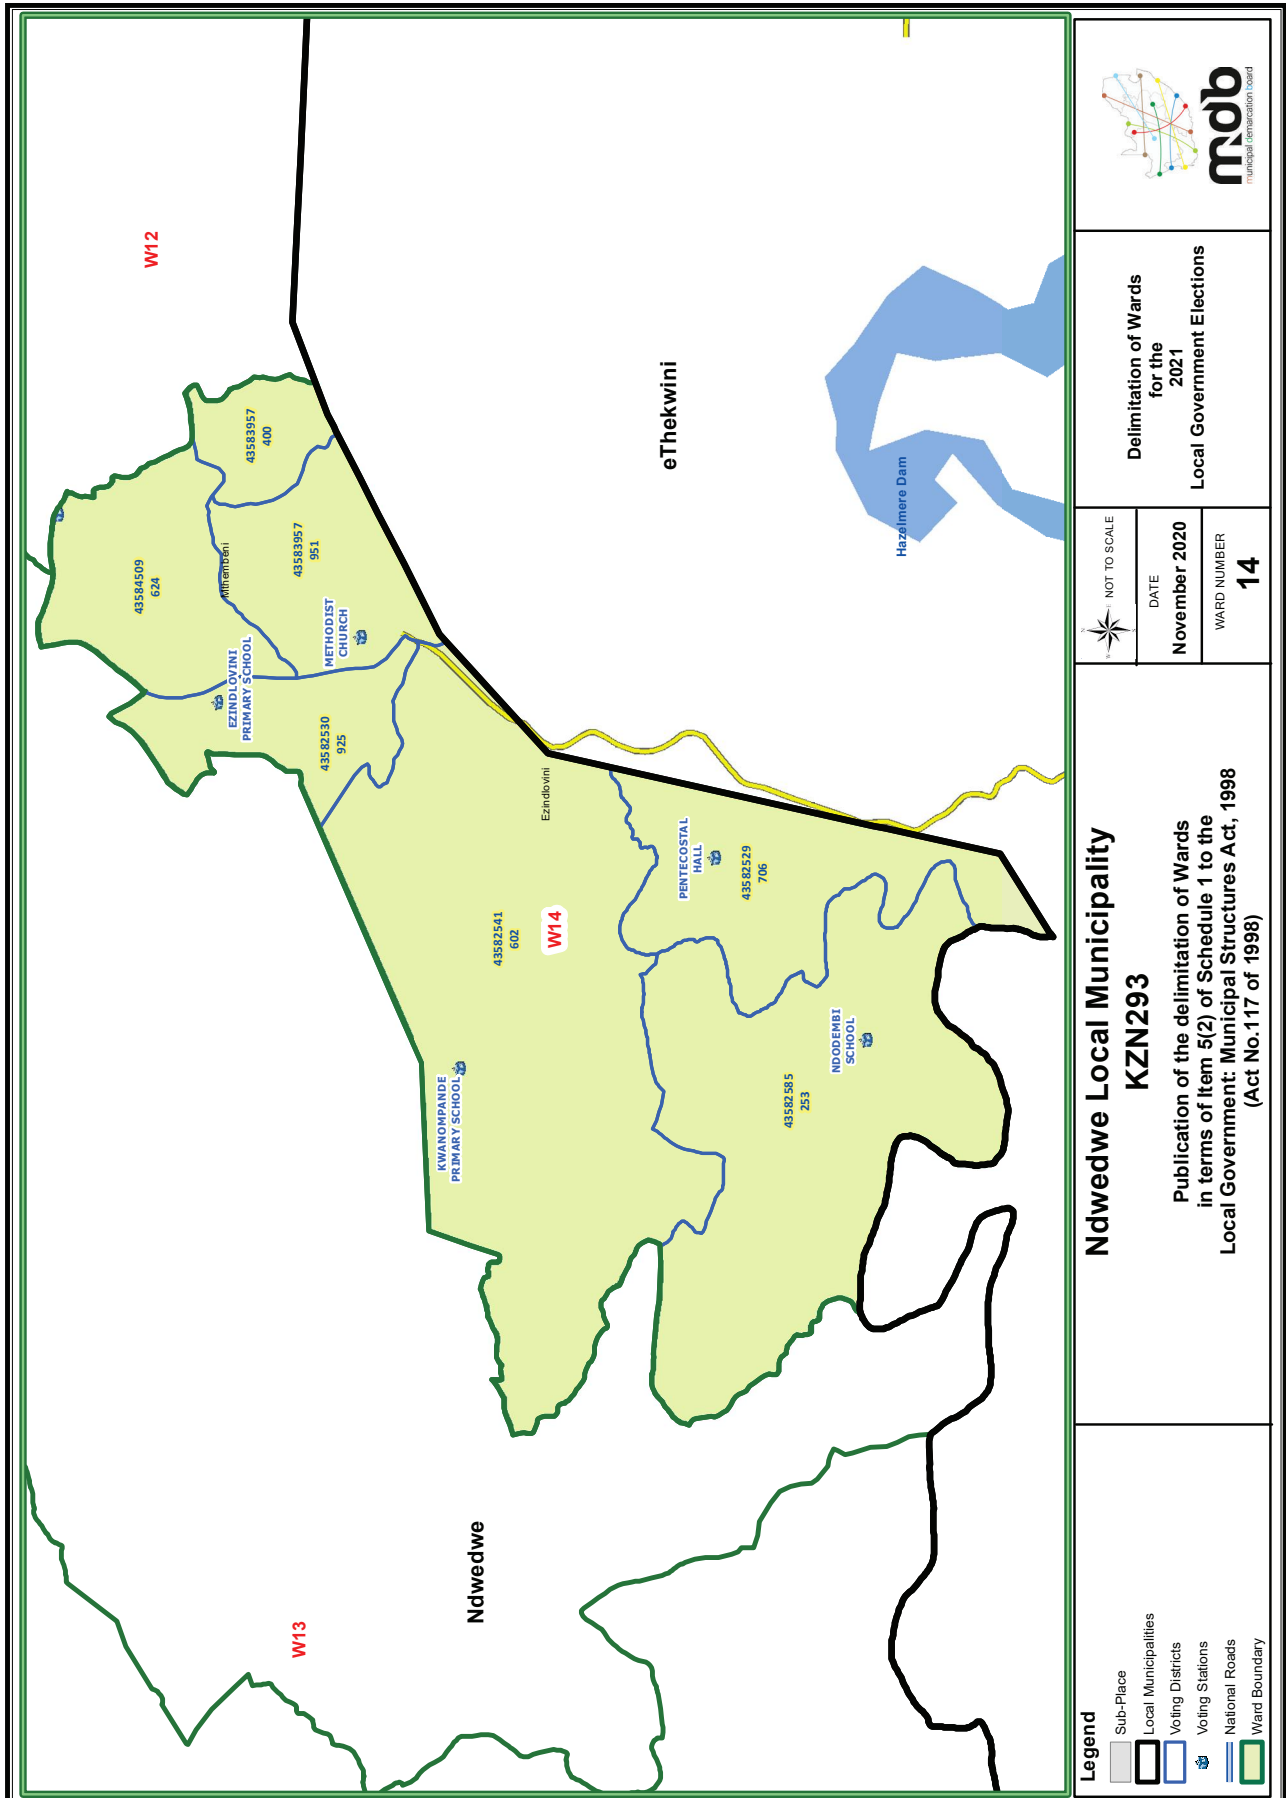 W12
43583957
400
43584509
624
Mthembeni
43583957
951
METHODIST
CHURCH
EZINDLOVINI
PRIMARY SCHOOL
43582530
925
eThekwini
Hazelmere Dam
Ezindlovini
PENTECOSTAL
HALL
43582529
706
43582541
602
W14
KWANOMPANDE
PRIMARY SCHOOL
NDODEMBI
SCHOOL
43582585
253
Ndwedwe
W13
Legend
Sub-Place
Local Municipalities
Voting Districts
Voting Stations
National Roads
Ward Boundary
Ndwedwe Local Municipality
KZN293
Publication of the delimitation of Wards
in terms of Item 5(2) of Schedule 1 to the
Local Government: Municipal Structures Act, 1998
(Act No.117 of 1998)
N
W E
S
NOT TO SCALE
DATE
November 2020
WARD NUMBER
14
Delimitation of Wards
for the
2021
Local Government Elections
mdb
municipal demarcation board